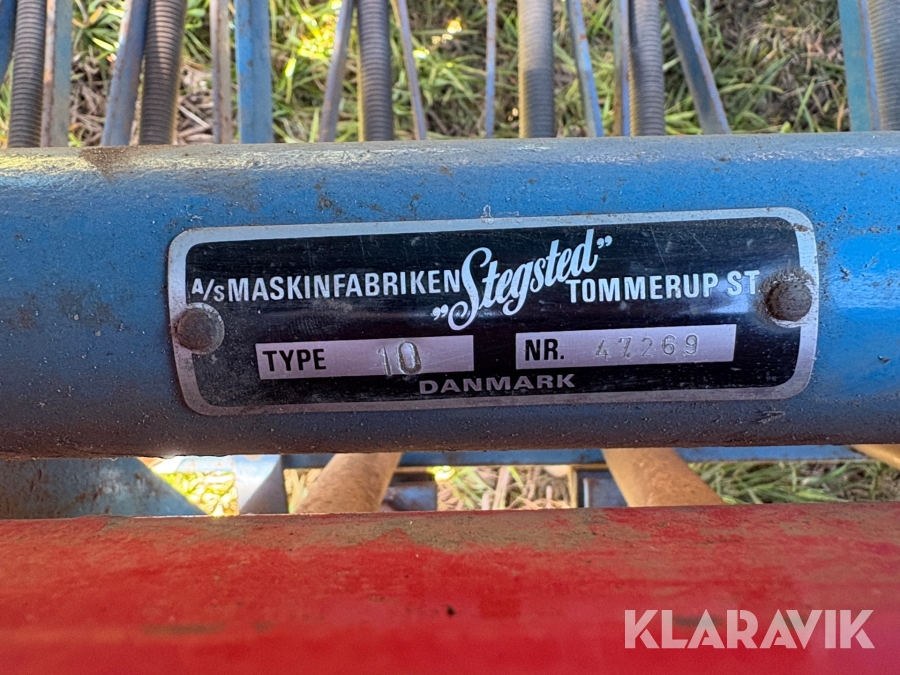 A/S MASKINFABRIKEN „Stegsted” TOMMERUP ST
TYPE 10 NR. 47269
DANMARK
KLARAVIK